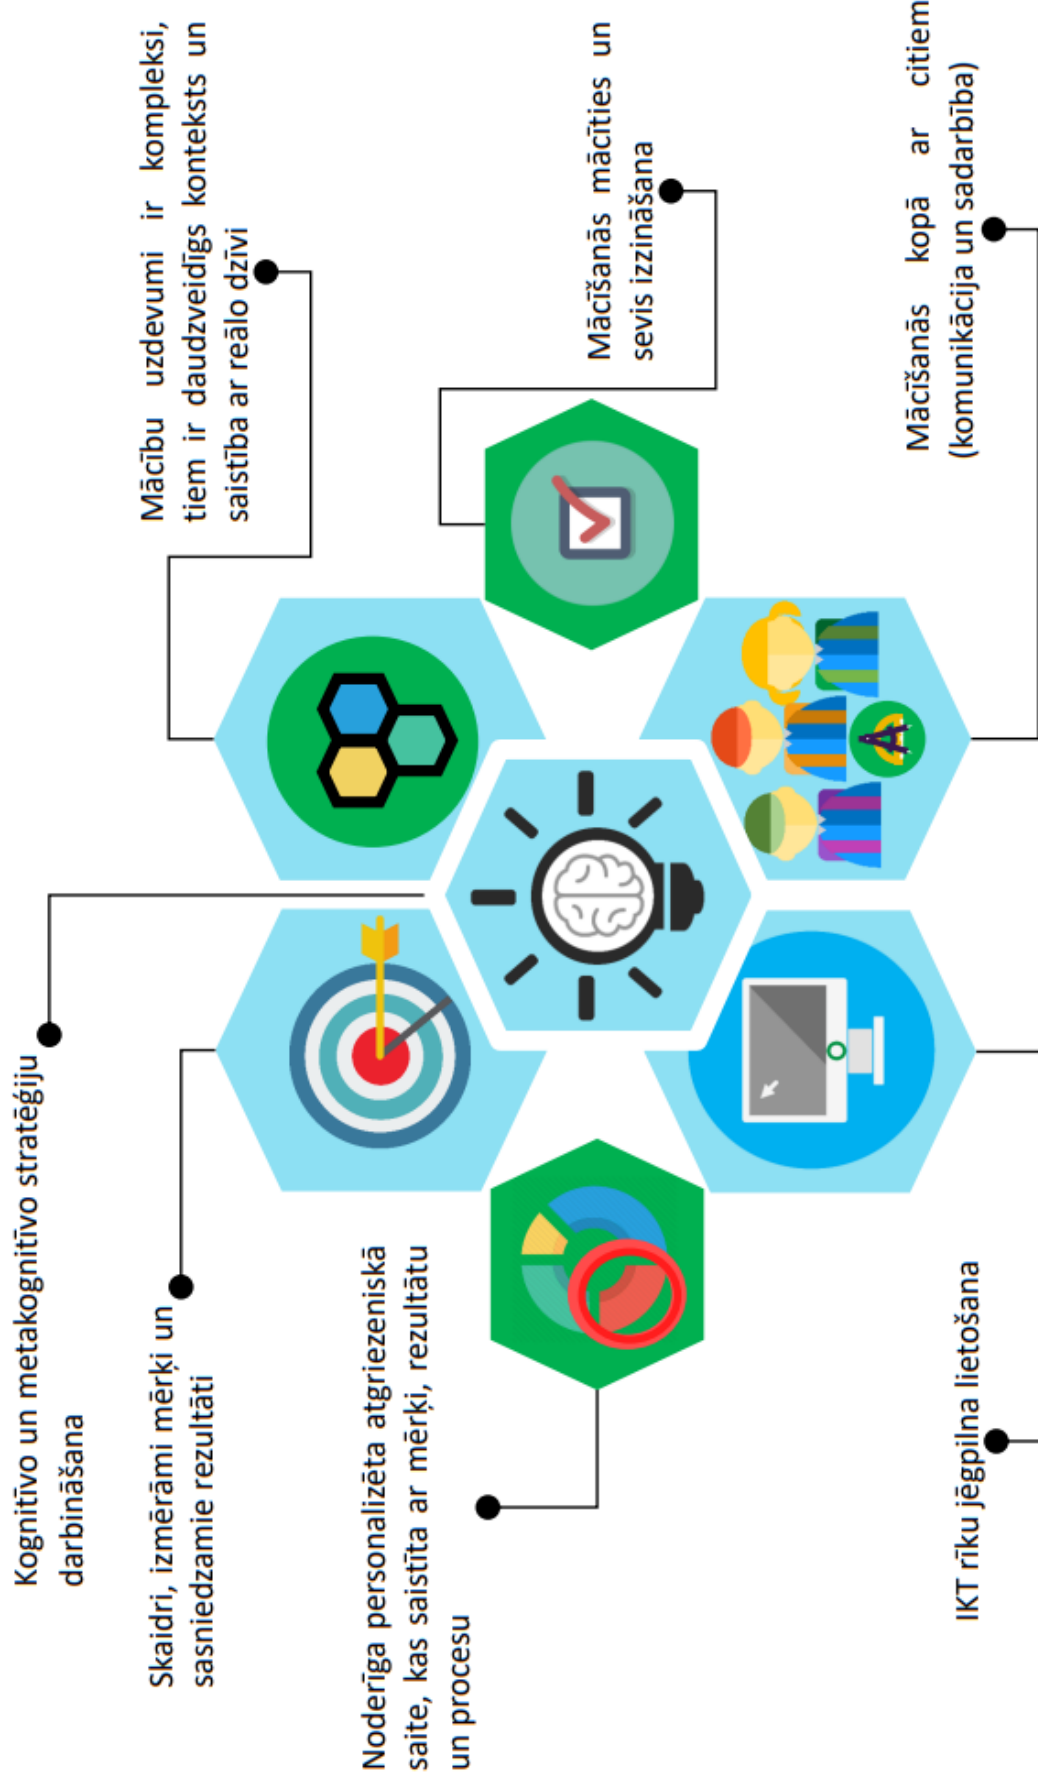 Kognitīvo un metakognitīvo stratēģiju
darbināšana
Skaidri, izmērāmi mērķi un
sasniedzamie rezultāti
Mācību uzdevumi ir kompleksi,
tiem ir daudzveidīgs konteksts un
saistība ar reālo dzīvi
Noderīga personalizēta atgriezeniskā
saite, kas saistīta ar mērķi, rezultātu
un procesu
Mācīšanās mācīties un
sevis izzināšana
IKT rīku jēgpilna lietošana
Mācīšanās kopā ar citiem
(komunikācija un sadarbība)